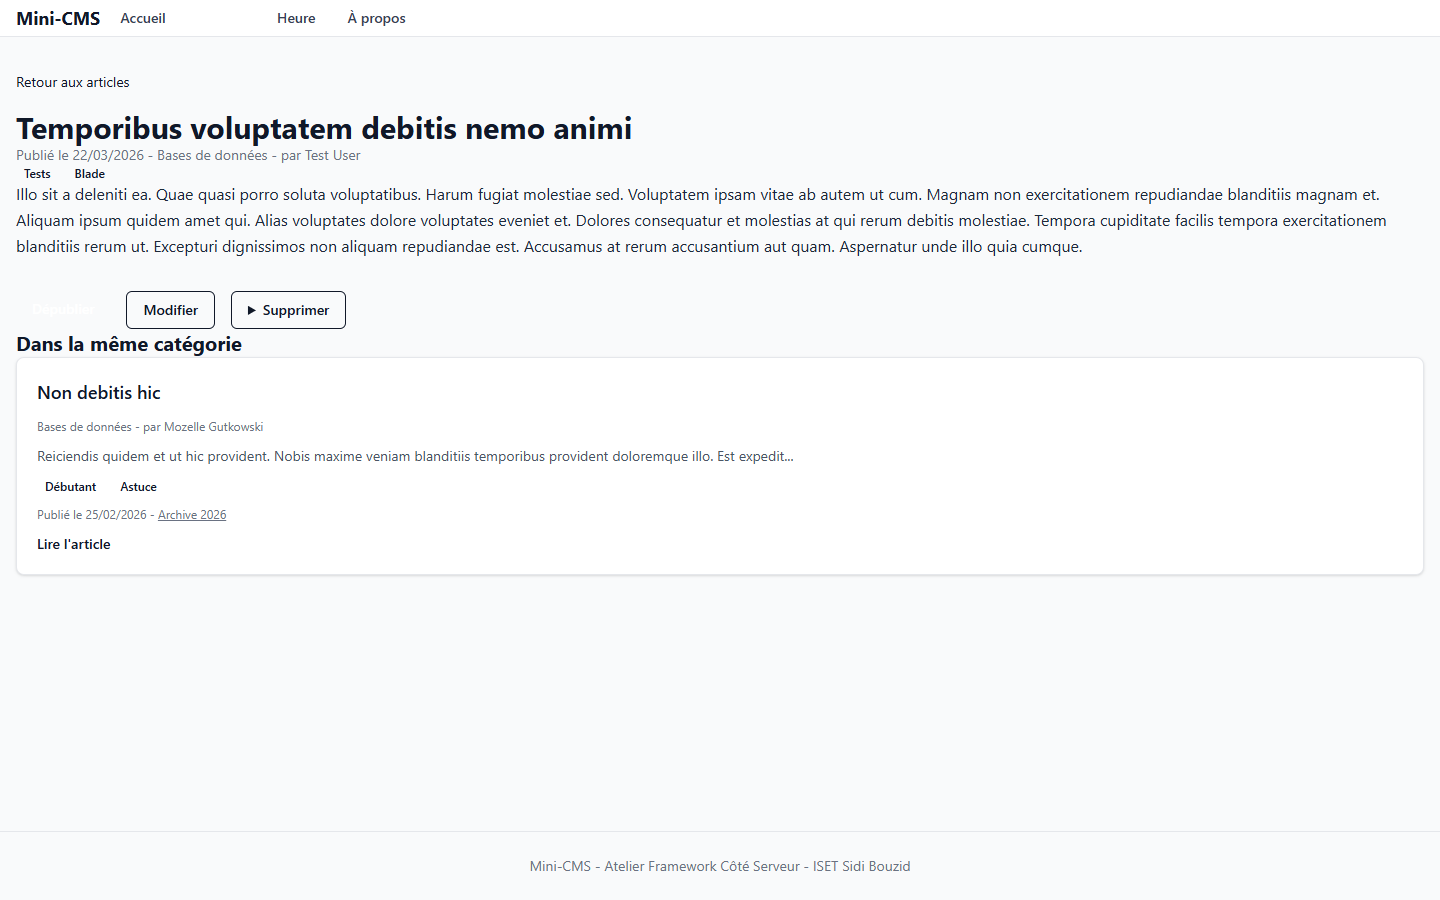 Mini-CMS Accueil Heure À propos
Retour aux articles
Temporibus voluptatem debitis nemo animi
Publié le 22/03/2026 - Bases de données - par Test User
Tests Blade
Illo sit a deleniti ea. Quae quasi porro soluta voluptatibus. Harum fugiat molestiae sed. Voluptatem ipsam vitae ab autem ut cum. Magnam non exercitationem repudiandae blanditiis magnam et.
Aliquam ipsum quidem amet qui. Alias voluptates dolore voluptates eveniet et. Dolores consequatur et molestias at qui rerum debitis molestiae. Tempora cupiditate facilis tempora exercitationem
blanditiis rerum ut. Excepturi dignissimos non aliquam repudiandae est. Accusamus at rerum accusantium aut quam. Aspernatur unde illo quia cumque.
Dépublier Modifier ▶ Supprimer
Dans la même catégorie
Non debitis hic
Bases de données - par Mozelle Gutkowski
Reiciendis quidem et ut hic provident. Nobis maxime veniam blanditiis temporibus provident doloremque illo. Est expedit...
Débutant Astuce
Publié le 25/02/2026 - Archive 2026
Lire l'article
Mini-CMS - Atelier Framework Côté Serveur - ISET Sidi Bouzid